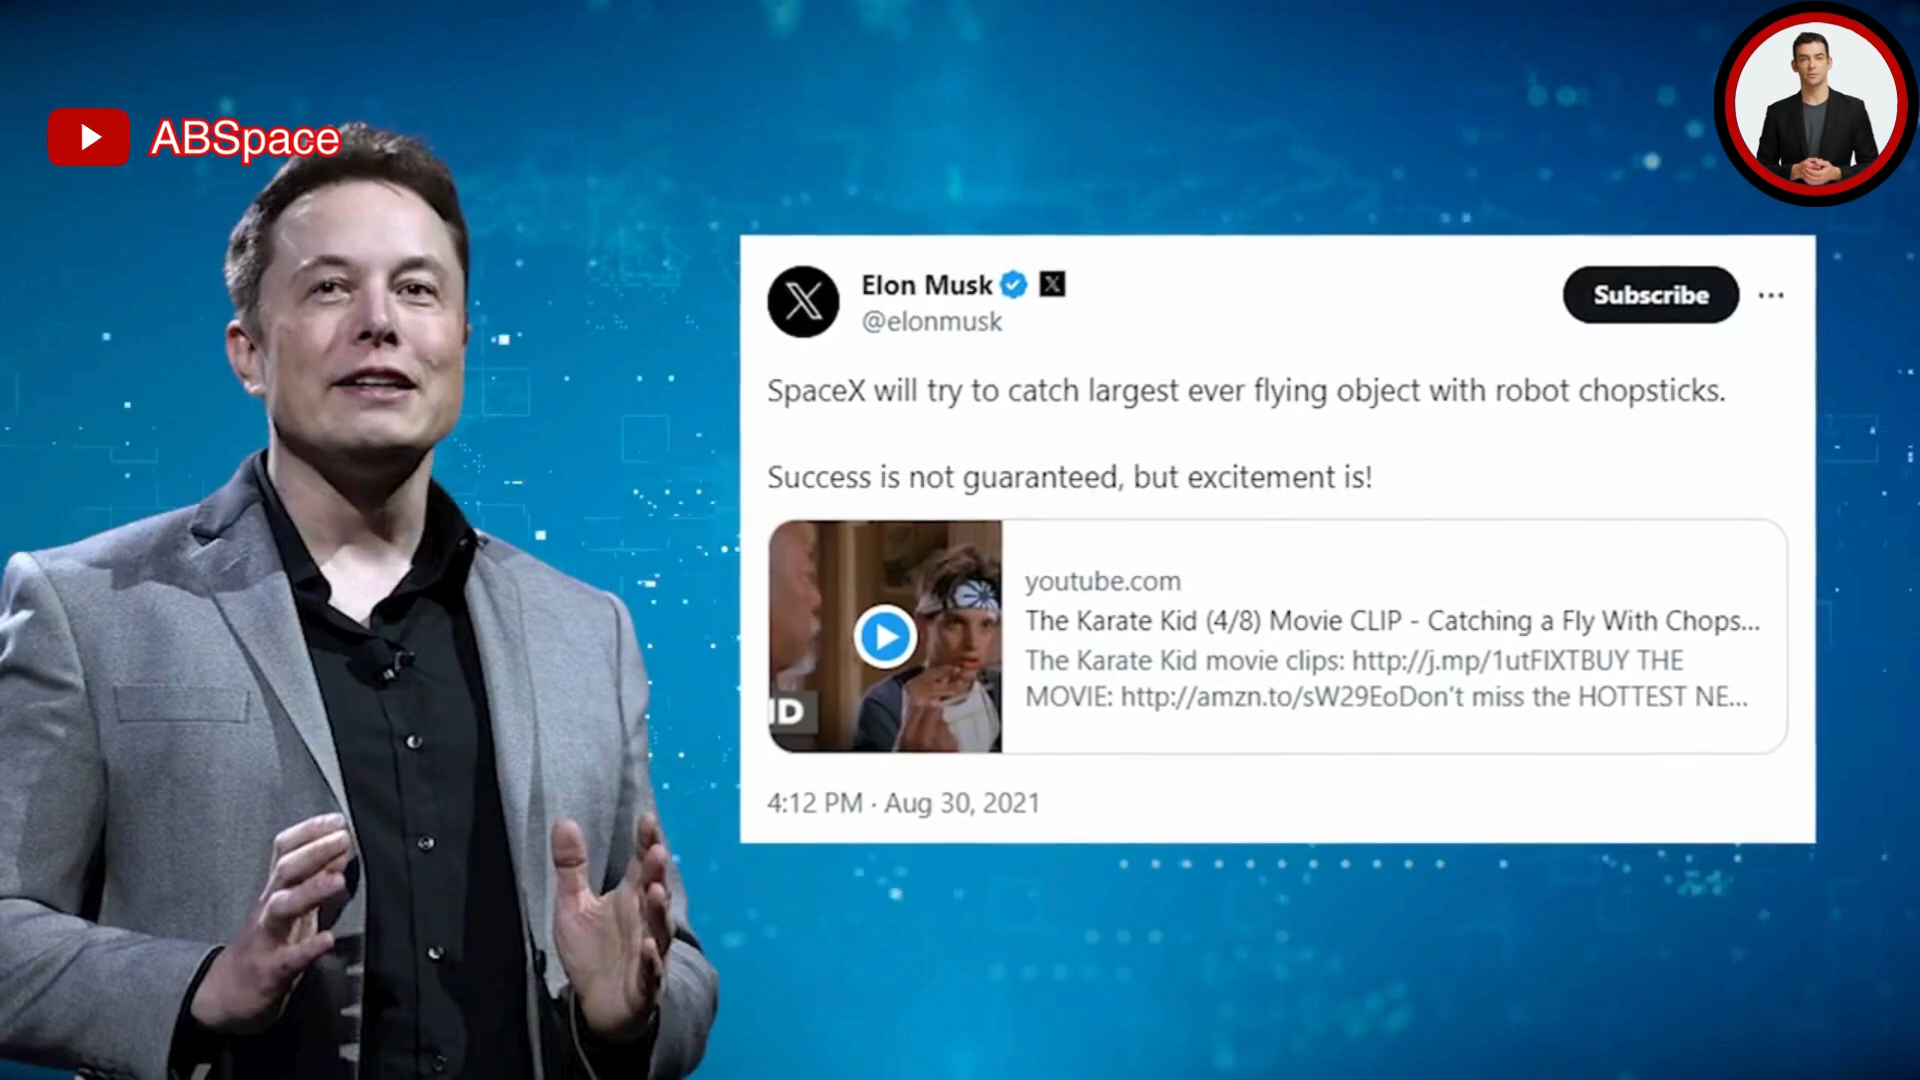 ABSpace
Elon Musk
@elonmusk
Subscribe
SpaceX will try to catch largest ever flying object with robot chopsticks.
Success is not guaranteed, but excitement is!
youtube.com
The Karate Kid (4/8) Movie CLIP - Catching a Fly With Chops...
The Karate Kid movie clips: http://j.mp/1utFIXTBUY THE
MOVIE: http://amzn.to/sW29EoDon't miss the HOTTEST NE...
ID
4:12 PM · Aug 30, 2021